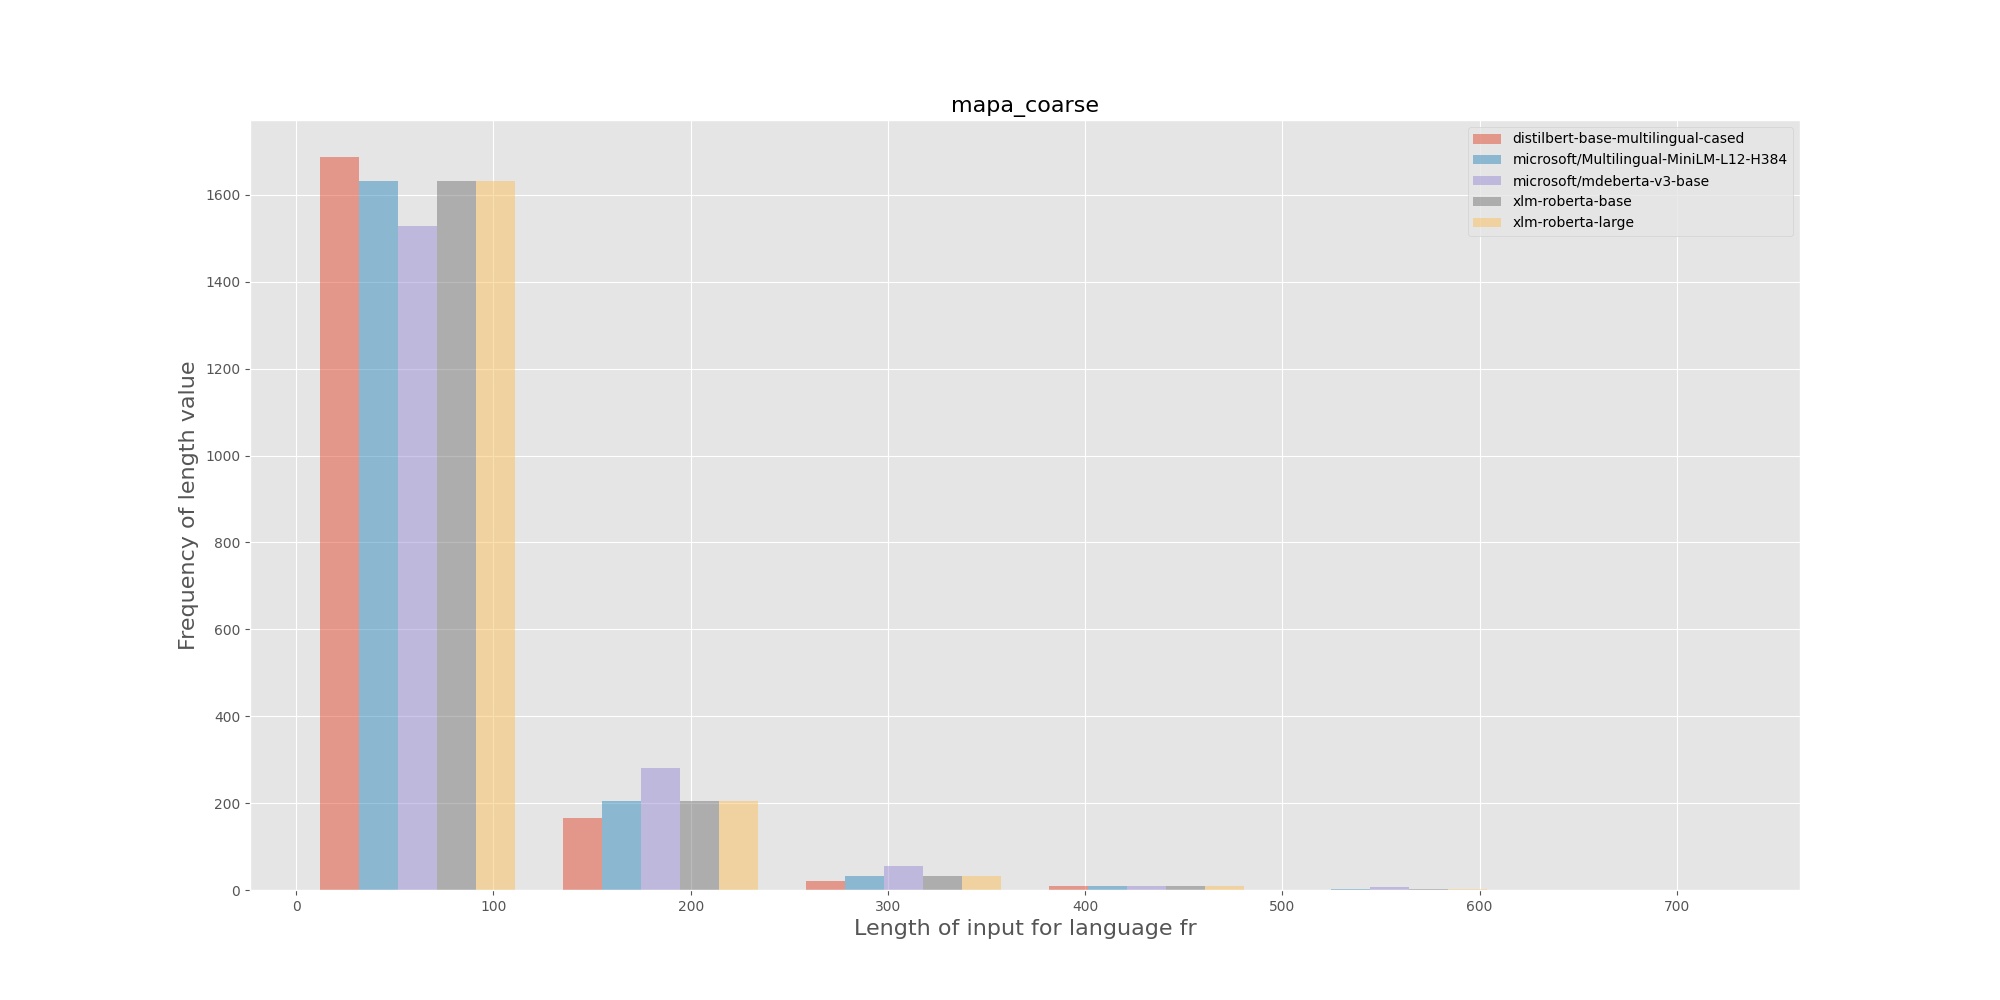 mapa_coarse
distilbert-base-multilingual-cased
microsoft/Multilingual-MiniLM-L12-H384
microsoft/mdeberta-v3-base
xlm-roberta-base
xlm-roberta-large
Frequency of length value
1600
1400
1200
1000
800
600
400
200
0
0 100 200 300 400 500 600 700
Length of input for language fr